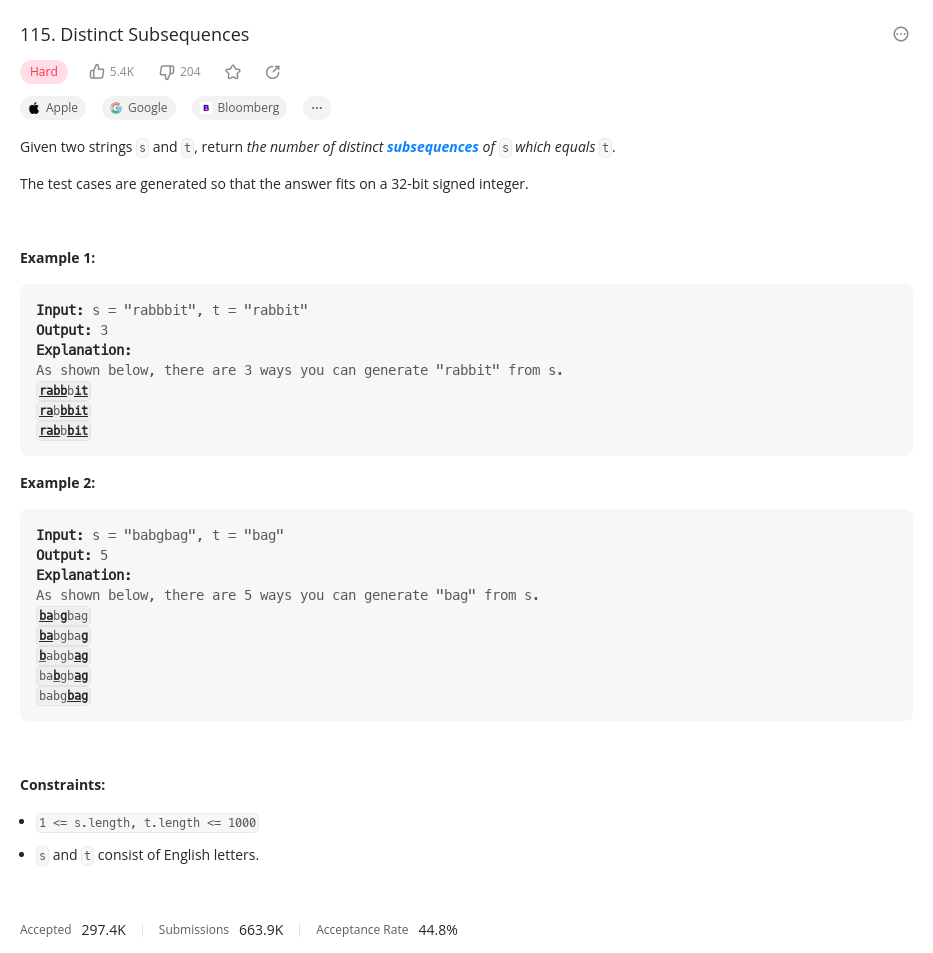 115. Distinct Subsequences
Hard 5.4K 204
Apple Google Bloomberg ...
Given two strings s and t, return the number of distinct subsequences of s which equals t.
The test cases are generated so that the answer fits on a 32-bit signed integer.
Example 1:
Input: s = "rabbbit", t = "rabbit"
Output: 3
Explanation:
As shown below, there are 3 ways you can generate "rabbit" from s.
rabbbit
rabbbit
rabbbit
Example 2:
Input: s = "babgbag", t = "bag"
Output: 5
Explanation:
As shown below, there are 5 ways you can generate "bag" from s.
babgbag
babgbag
babgbag
babgbag
babgbag
Constraints:
• 1 <= s.length, t.length <= 1000
• s and t consist of English letters.
Accepted 297.4K Submissions 663.9K Acceptance Rate 44.8%